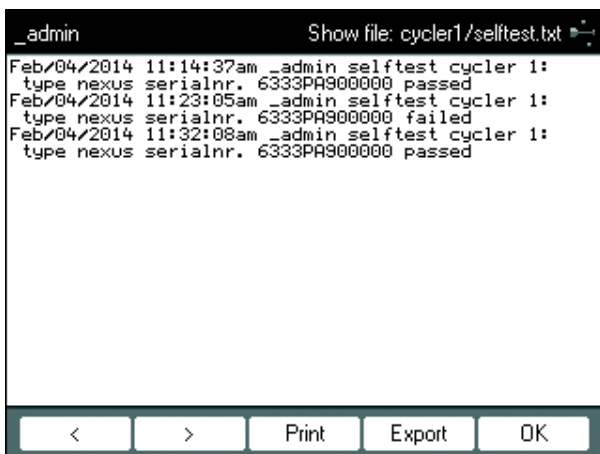 _admin Show file: cycler1/selftest.txt
Feb/04/2014 11:14:37am _admin selftest cycler 1:
type nexus serialnr. 6333PA900000 passed
Feb/04/2014 11:23:05am _admin selftest cycler 1:
type nexus serialnr. 6333PA900000 failed
Feb/04/2014 11:32:08am _admin selftest cycler 1:
type nexus serialnr. 6333PA900000 passed
< > Print Export OK